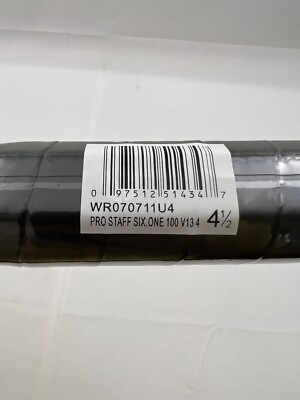 0 97512 51434 7
WR070711U4
PRO STAFF SIX.ONE 100 V13 4 4½